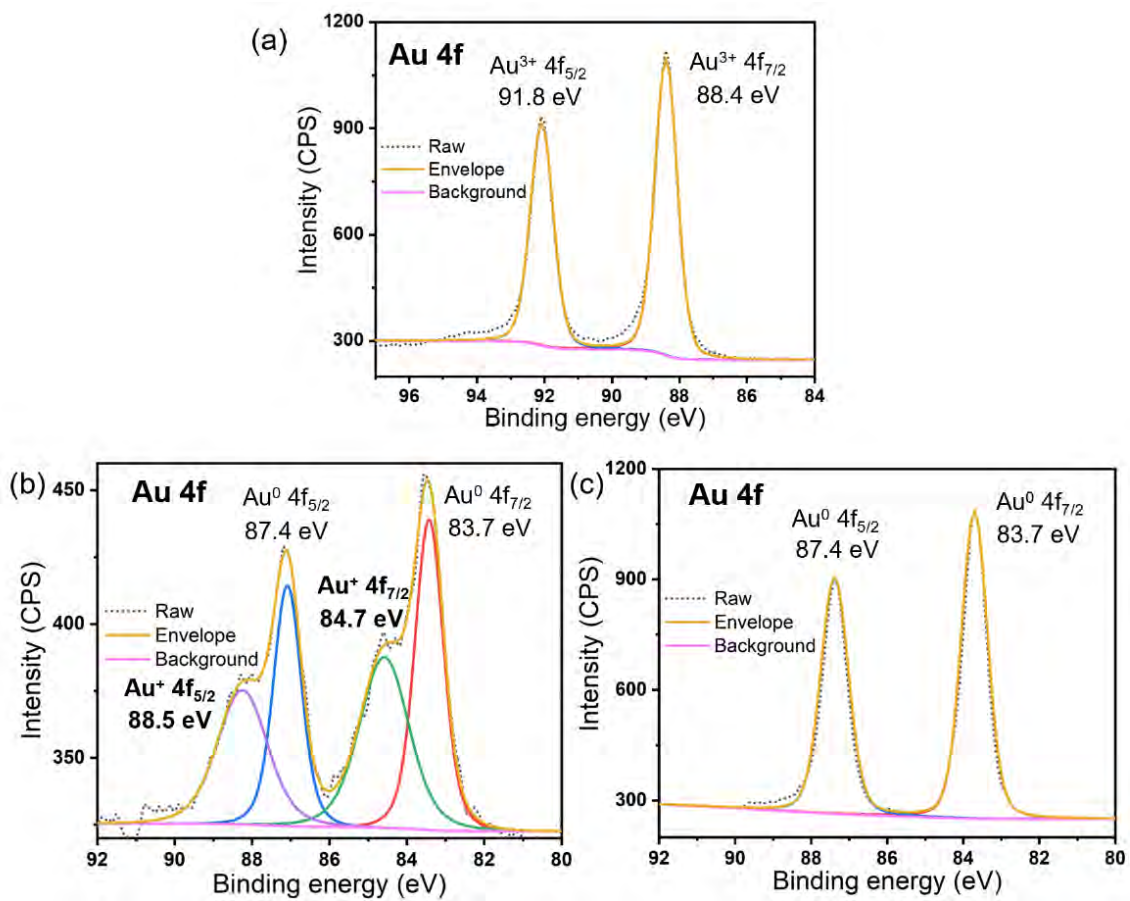 (a)
Au 4f
Au³⁺ 4f₅/₂
91.8 eV
Au³⁺ 4f₇/₂
88.4 eV
Raw
Envelope
Background
Intensity (CPS)
1200
900
600
300
96 94 92 90 88 86 84
Binding energy (eV)
(b)
Au 4f
Au⁰ 4f₅/₂
87.4 eV
Au⁰ 4f₇/₂
83.7 eV
Au⁺ 4f₇/₂
84.7 eV
Raw
Envelope
Background
Au⁺ 4f₅/₂
88.5 eV
Intensity (CPS)
450
400
350
92 90 88 86 84 82 80
Binding energy (eV)
(c)
Au 4f
Au⁰ 4f₅/₂
87.4 eV
Au⁰ 4f₇/₂
83.7 eV
Raw
Envelope
Background
Intensity (CPS)
1200
900
600
300
92 90 88 86 84 82 80
Binding energy (eV)